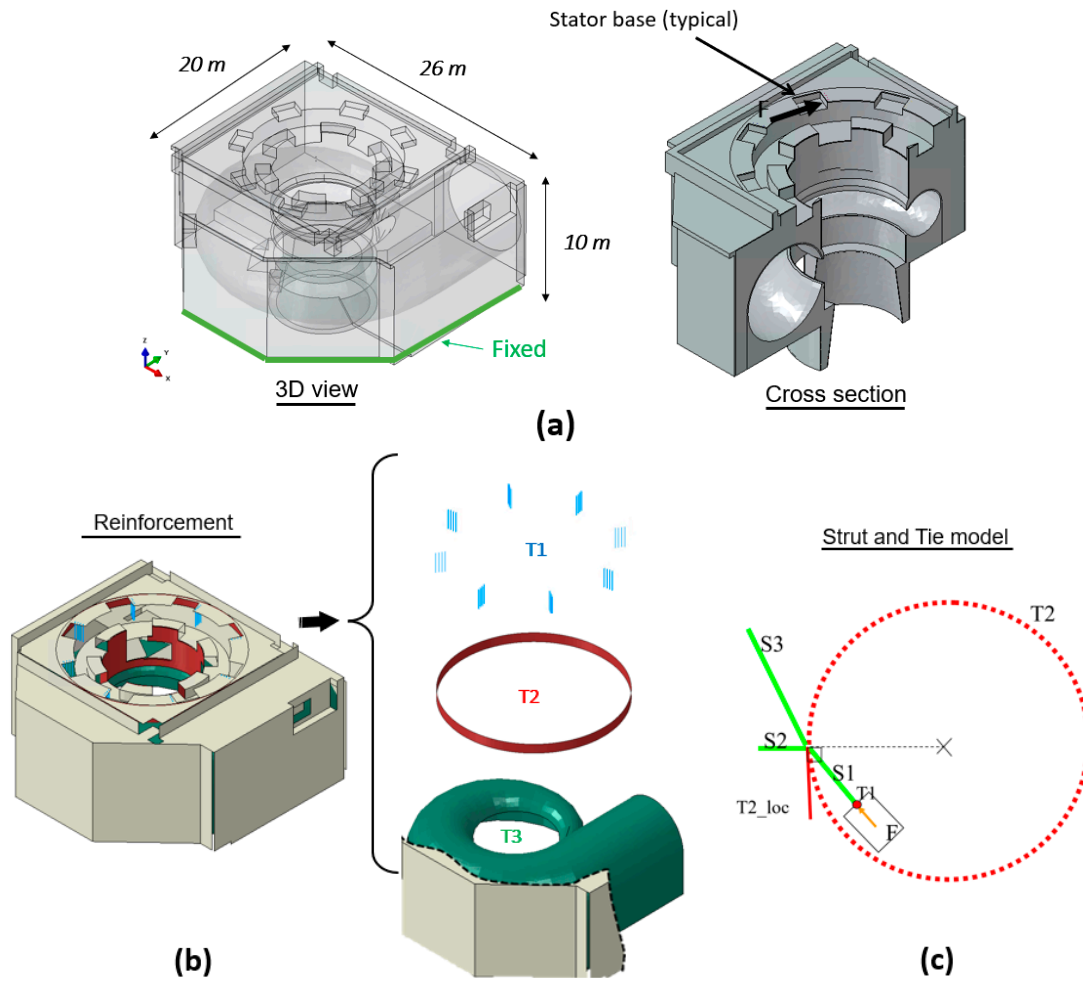 Stator base (typical)
20 m
26 m
F
10 m
Fixed
z
Y
X
3D view
Cross section
(a)
Reinforcement
T1
Strut and Tie model
T2
S3
T2
S2
S1
T1
T2_loc
F
T3
(b)
(c)